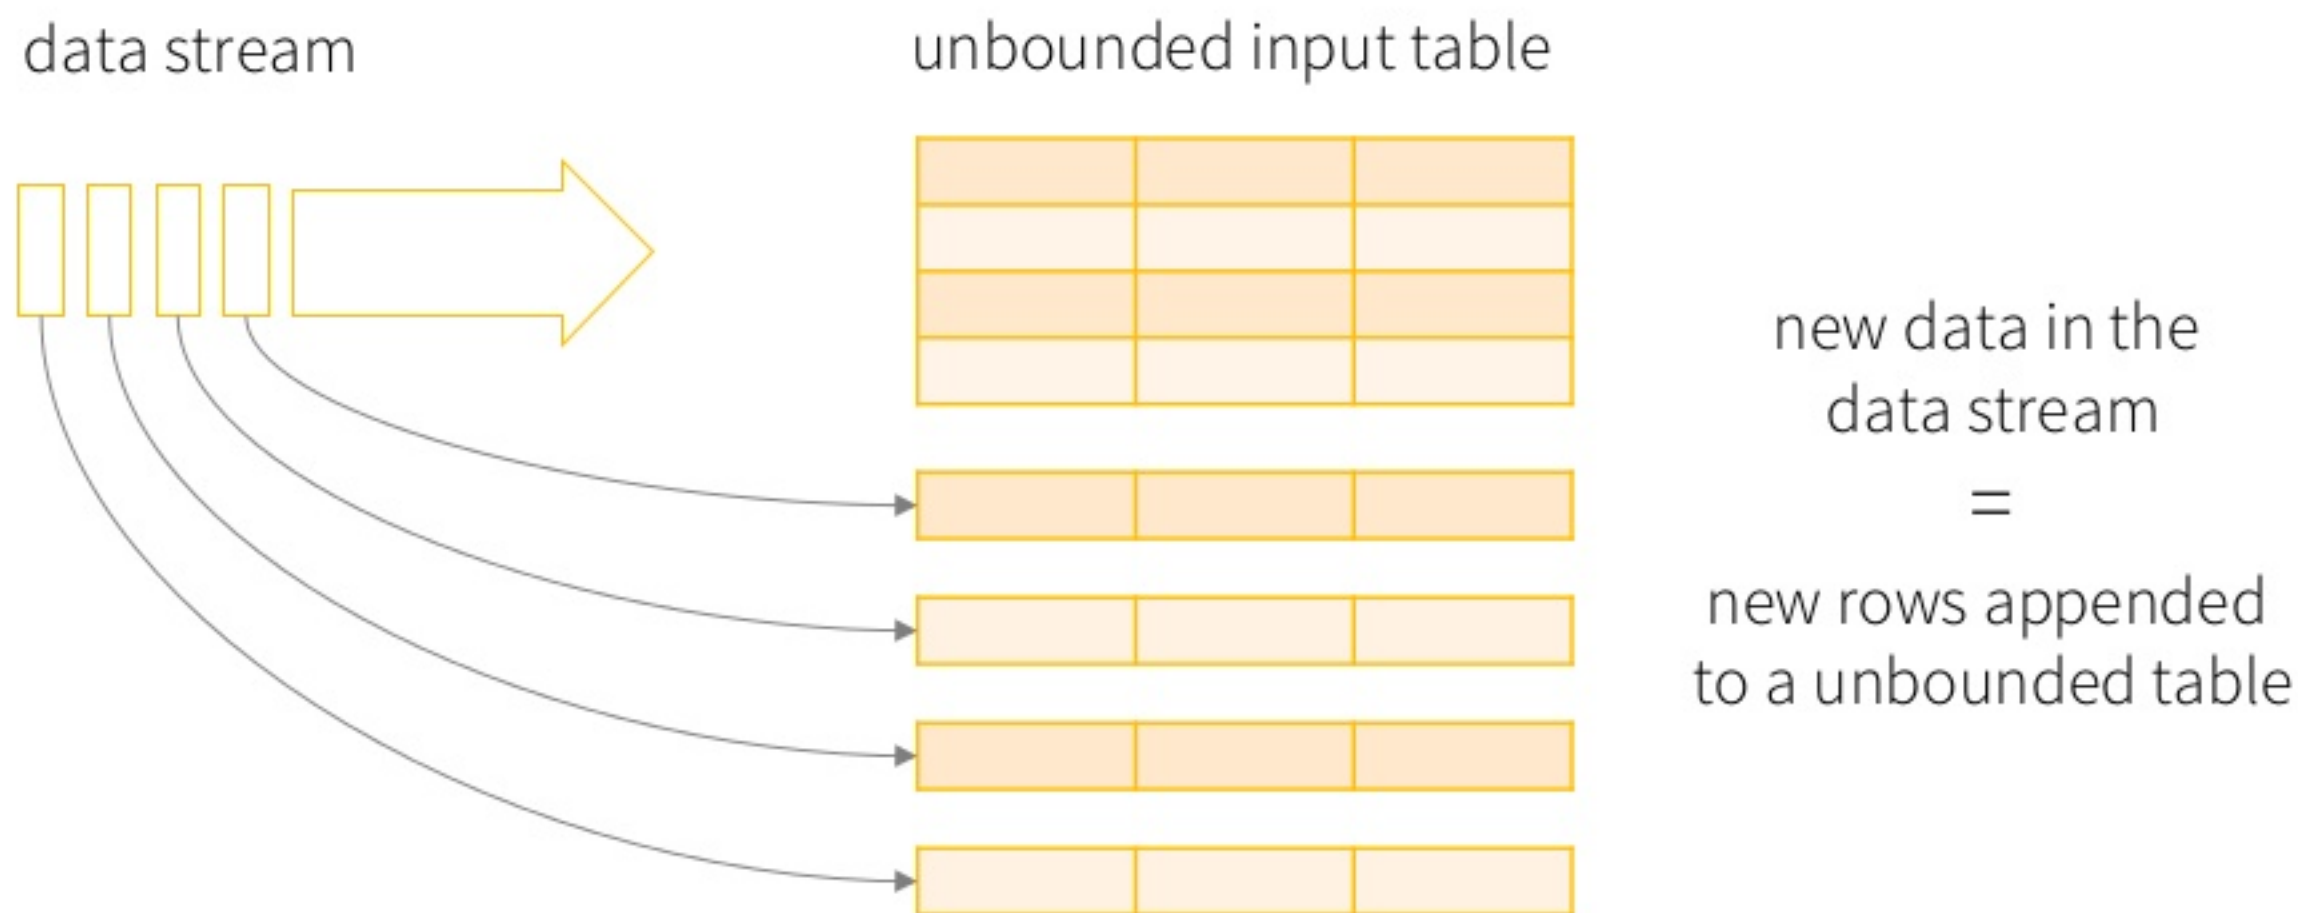 data stream
unbounded input table
new data in the
data stream
=
new rows appended
to a unbounded table